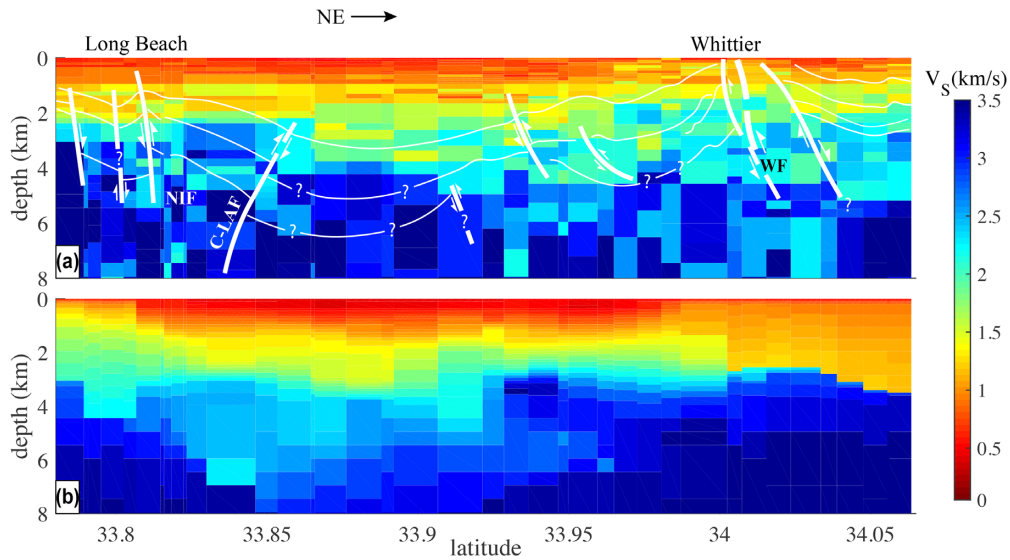 NE
Long Beach
Whittier
V_S(km/s)
0
2
4
6
8
depth (km)
(a)
NIF
C-LAF
WF
?
?
?
?
?
?
?
?
?
?
3.5
3
2.5
2
1.5
1
0.5
0
0
2
4
6
8
depth (km)
(b)
33.8
33.85
33.9
33.95
34
34.05
latitude